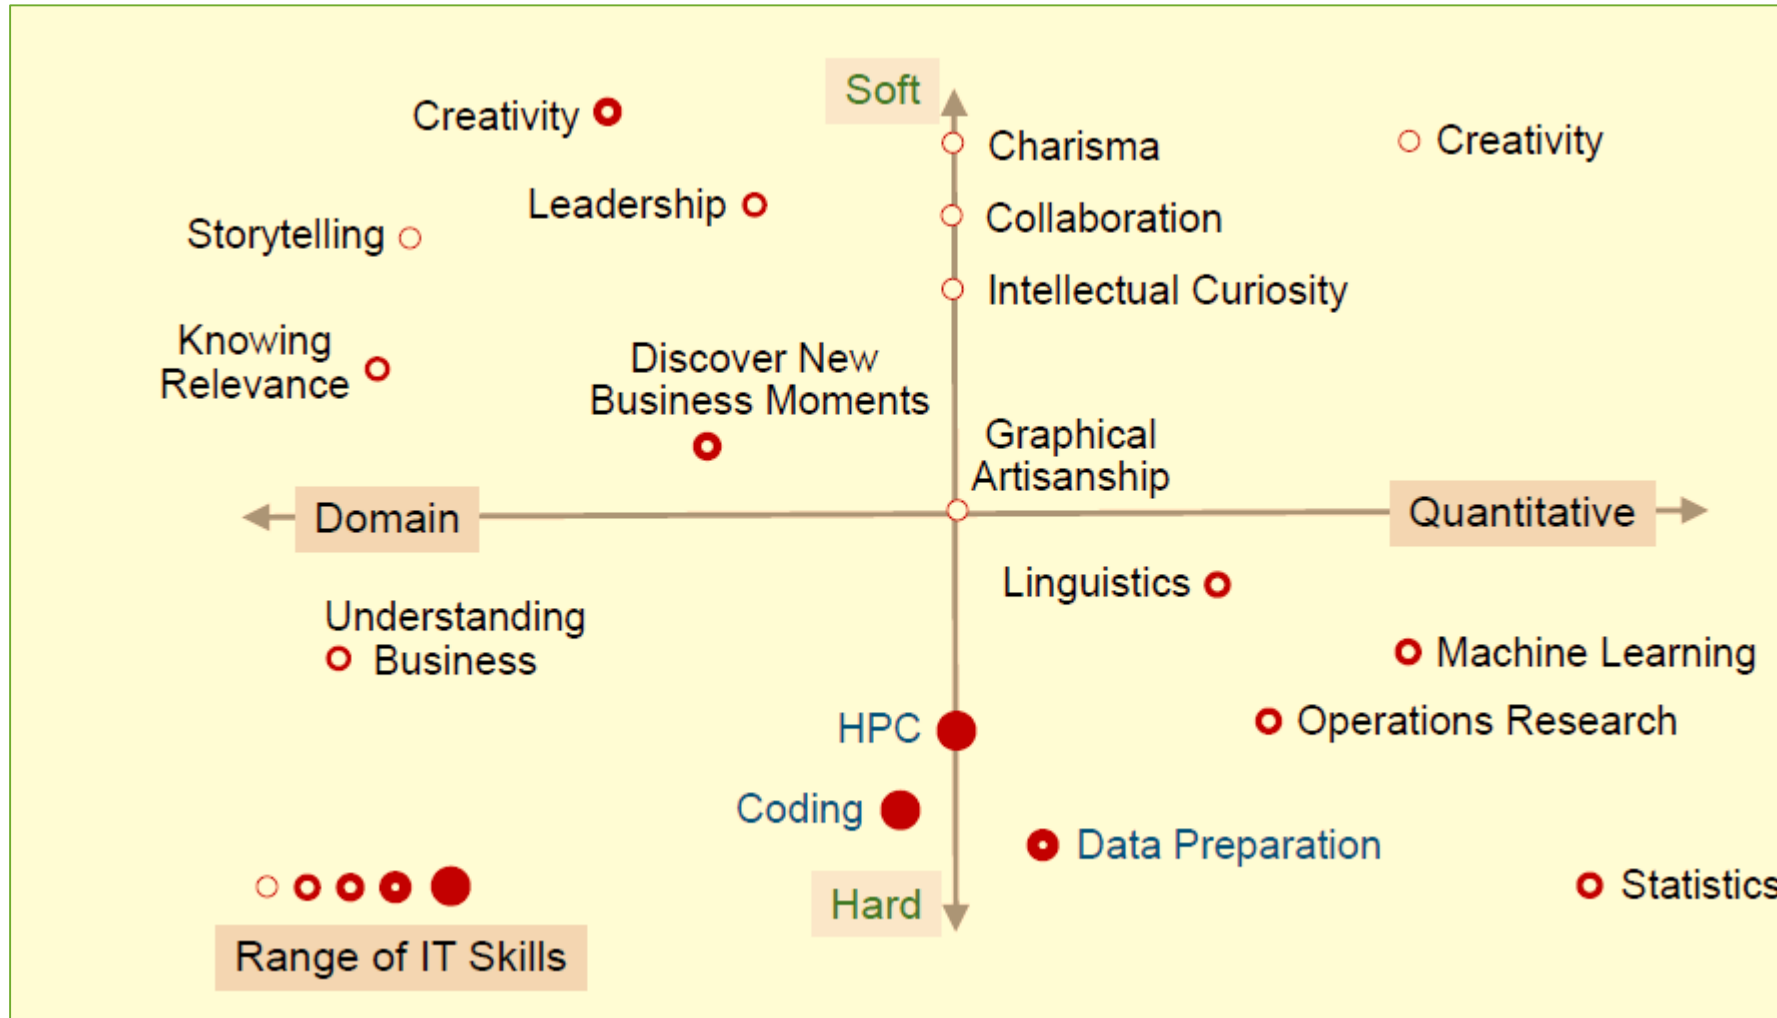 Soft
Creativity
Charisma
Creativity
Leadership
Collaboration
Storytelling
Intellectual Curiosity
Knowing
Relevance
Discover New
Business Moments
Graphical
Artisanship
Domain
Quantitative
Linguistics
Understanding
Business
Machine Learning
HPC
Operations Research
Coding
Data Preparation
Statistics
Hard
Range of IT Skills